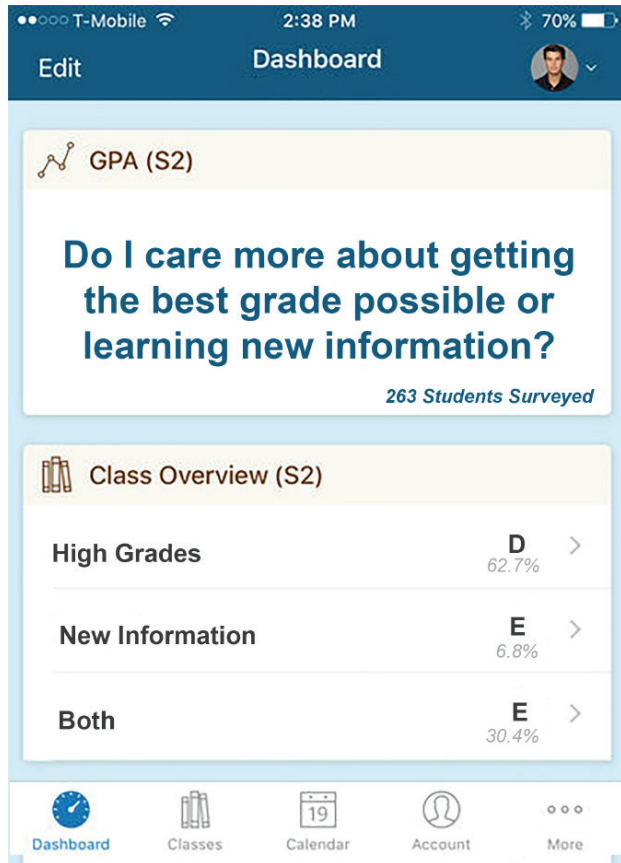 T-Mobile 2:38 PM 70%
Edit Dashboard
GPA (S2)
Do I care more about getting
the best grade possible or
learning new information?
263 Students Surveyed
Class Overview (S2)
High Grades D
62.7%
New Information E
6.8%
Both E
30.4%
19
Dashboard Classes Calendar Account More